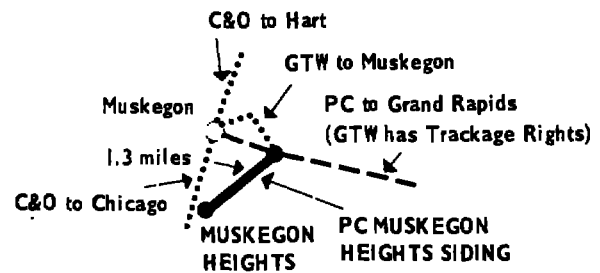 C&O to Hart
GTW to Muskegon
Muskegon
PC to Grand Rapids
(GTW has Trackage Rights)
1.3 miles
C&O to Chicago
MUSKEGON
HEIGHTS
PC MUSKEGON
HEIGHTS SIDING